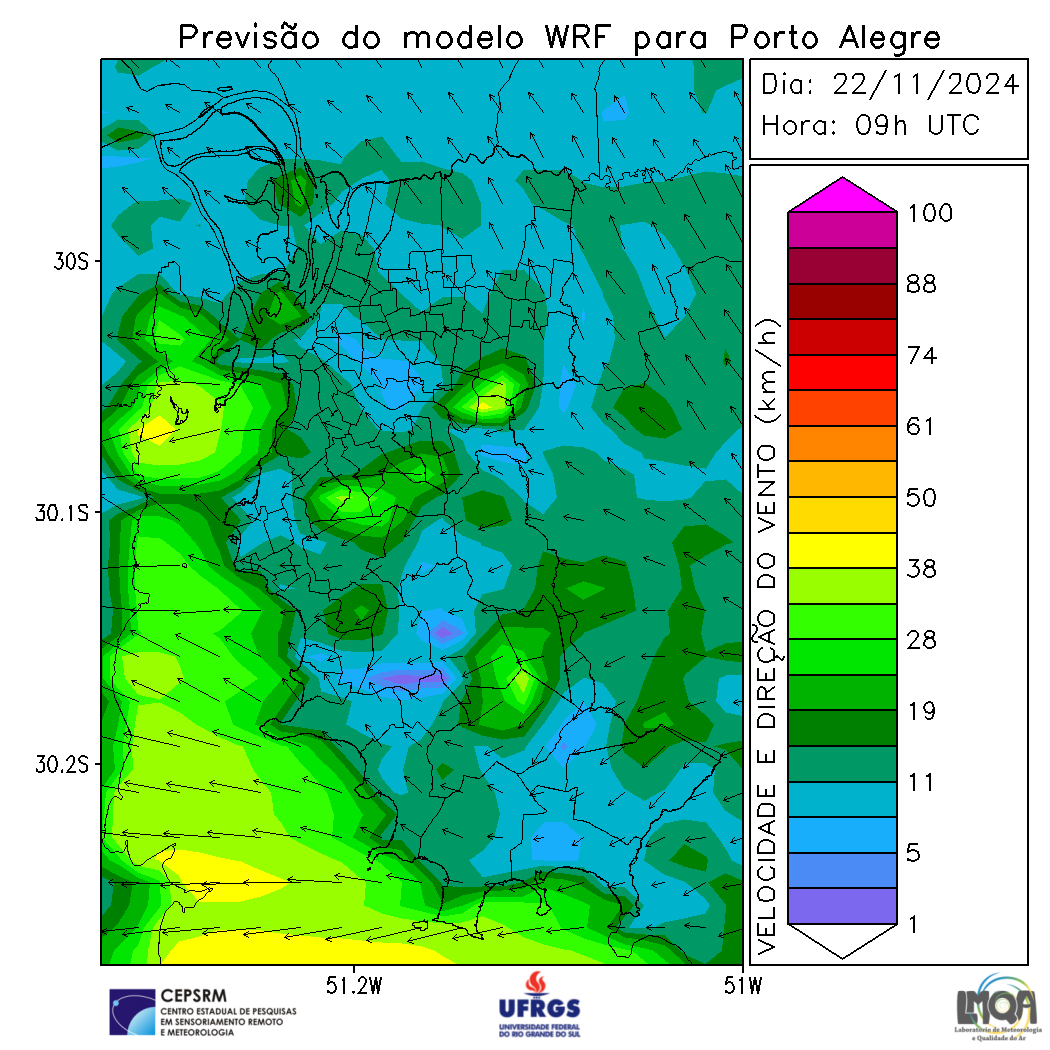 Previsão do modelo WRF para Porto Alegre
Dia: 22/11/2024
Hora: 09h UTC
30S
30.1S
30.2S
51.2W
51W
VELOCIDADE E DIREÇÃO DO VENTO (km/h)
100
88
74
61
50
38
28
19
11
5
1
CEPSRM
CENTRO ESTADUAL DE PESQUISAS
EM SENSORIAMENTO REMOTO
E METEOROLOGIA
UFRGS
UNIVERSIDADE FEDERAL
DO RIO GRANDE DO SUL
LMQA
Laboratório de Meteorologia
e Qualidade do Ar